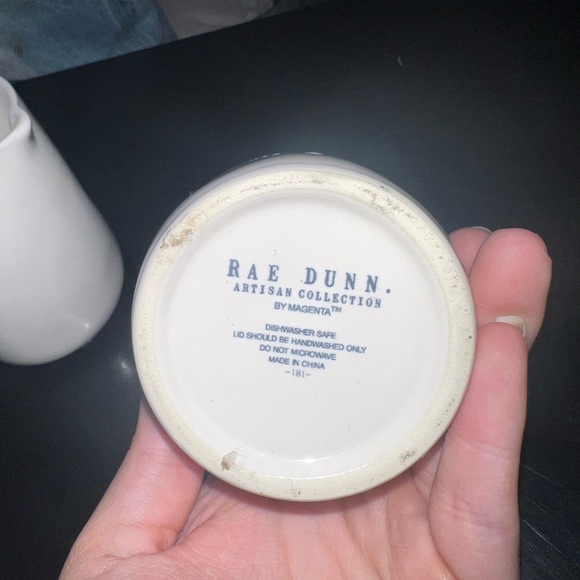 RAE DUNN.
ARTISAN COLLECTION
BY MAGENTA™
DISHWASHER SAFE
LID SHOULD BE HANDWASHED ONLY
DO NOT MICROWAVE
MADE IN CHINA
-181-